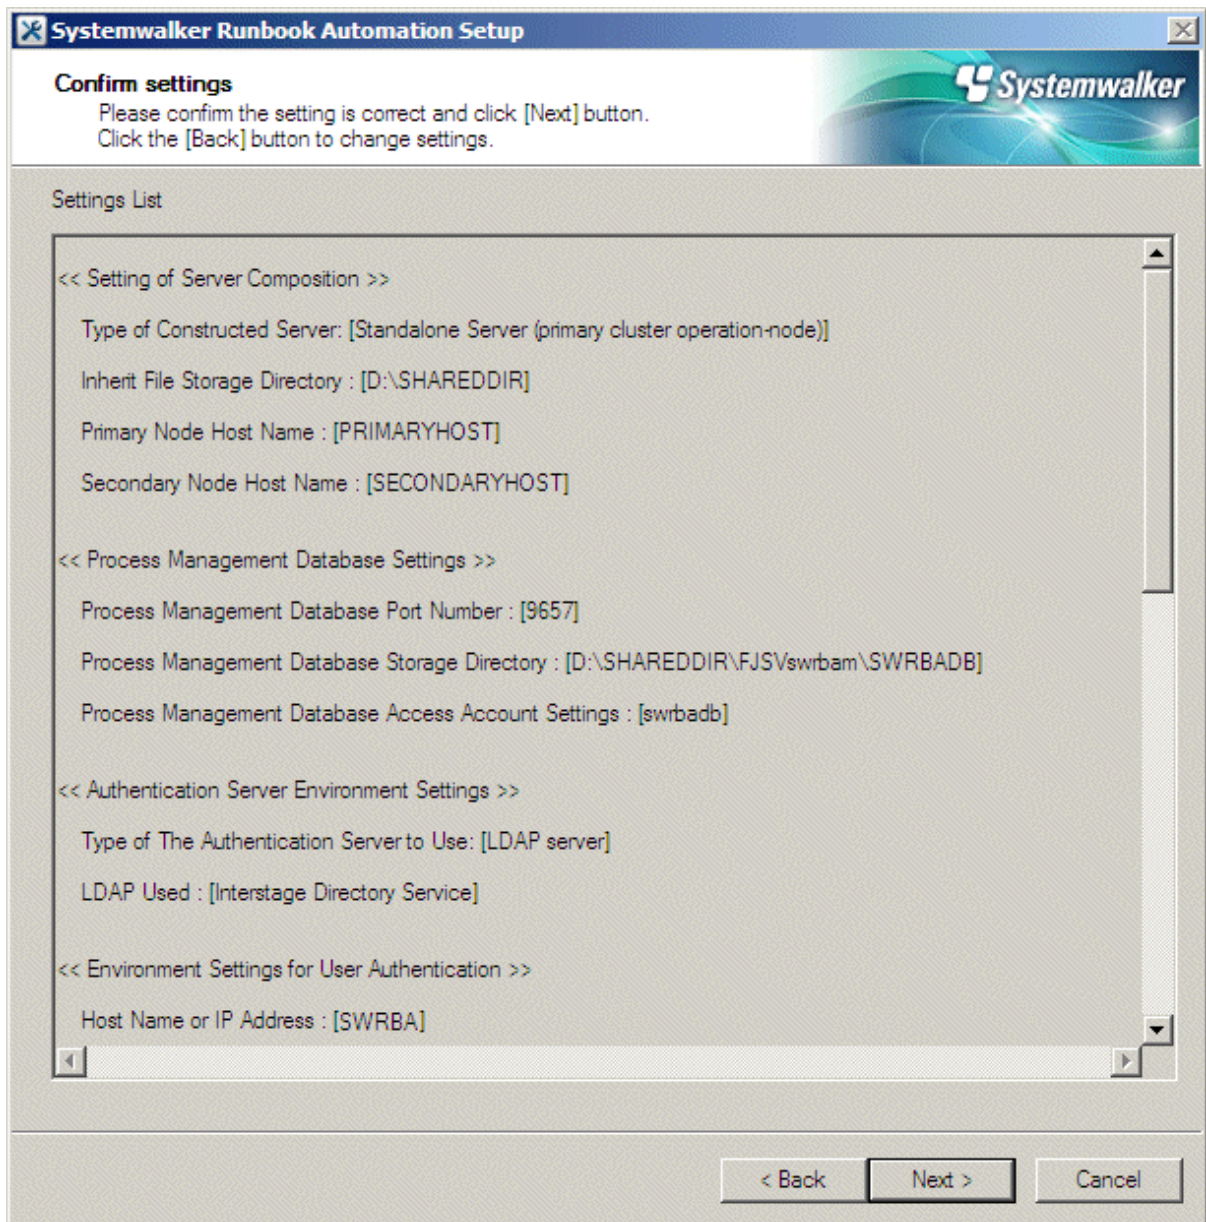 Systemwalker Runbook Automation Setup
Confirm settings
Please confirm the setting is correct and click [Next] button.
Click the [Back] button to change settings.
Systemwalker
Settings List
<< Setting of Server Composition >>
Type of Constructed Server: [Standalone Server (primary cluster operation-node)]
Inherit File Storage Directory : [D:\SHAREDDIR]
Primary Node Host Name : [PRIMARYHOST]
Secondary Node Host Name : [SECONDARYHOST]
<< Process Management Database Settings >>
Process Management Database Port Number : [9657]
Process Management Database Storage Directory : [D:\SHAREDDIR\FJSVswrbam\SWRBADB]
Process Management Database Access Account Settings : [swrbadb]
<< Authentication Server Environment Settings >>
Type of The Authentication Server to Use: [LDAP server]
LDAP Used : [Interstage Directory Service]
<< Environment Settings for User Authentication >>
Host Name or IP Address : [SWRBA]
< Back Next > Cancel